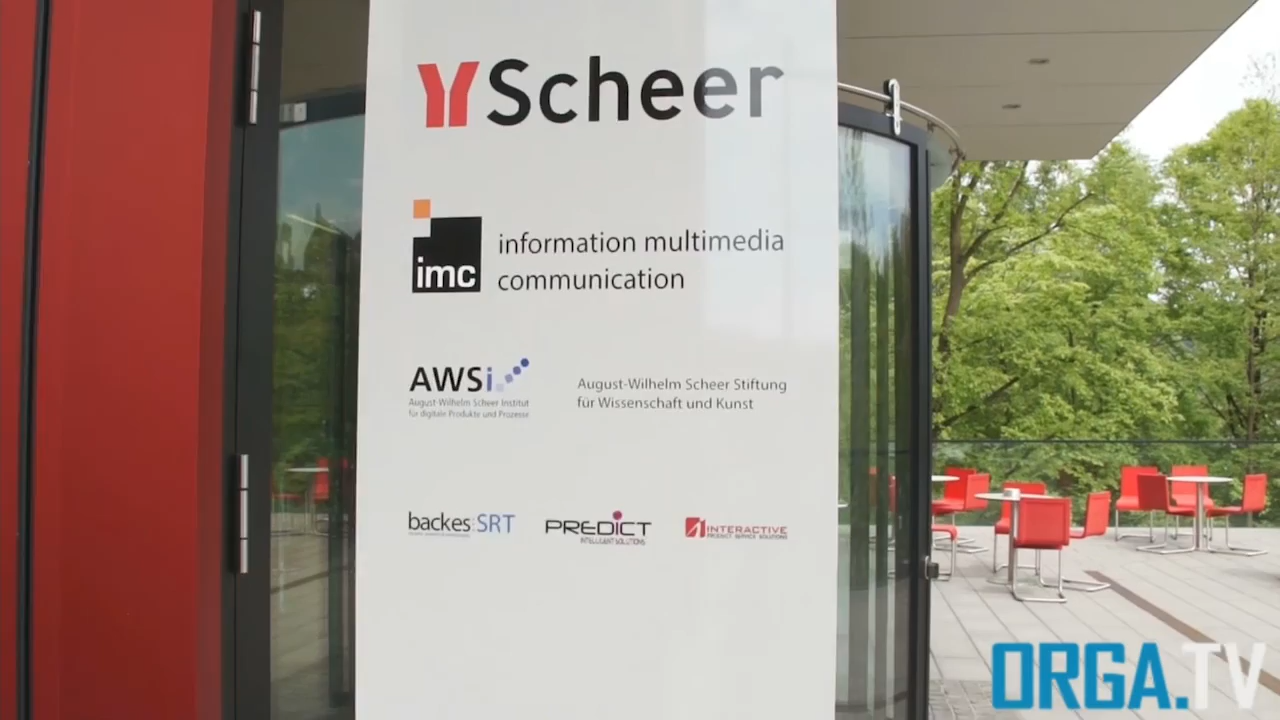 Scheer
imc
information multimedia
communication
AWSi
August-Wilhelm Scheer Institut
für digitale Produkte und Prozesse
August-Wilhelm Scheer Stiftung
für Wissenschaft und Kunst
backes SRT
PREDiCT
INTELLIGENT SOLUTIONS
INTERACTIVE
PRODUCT SERVICE SOLUTIONS
ORGA.TV